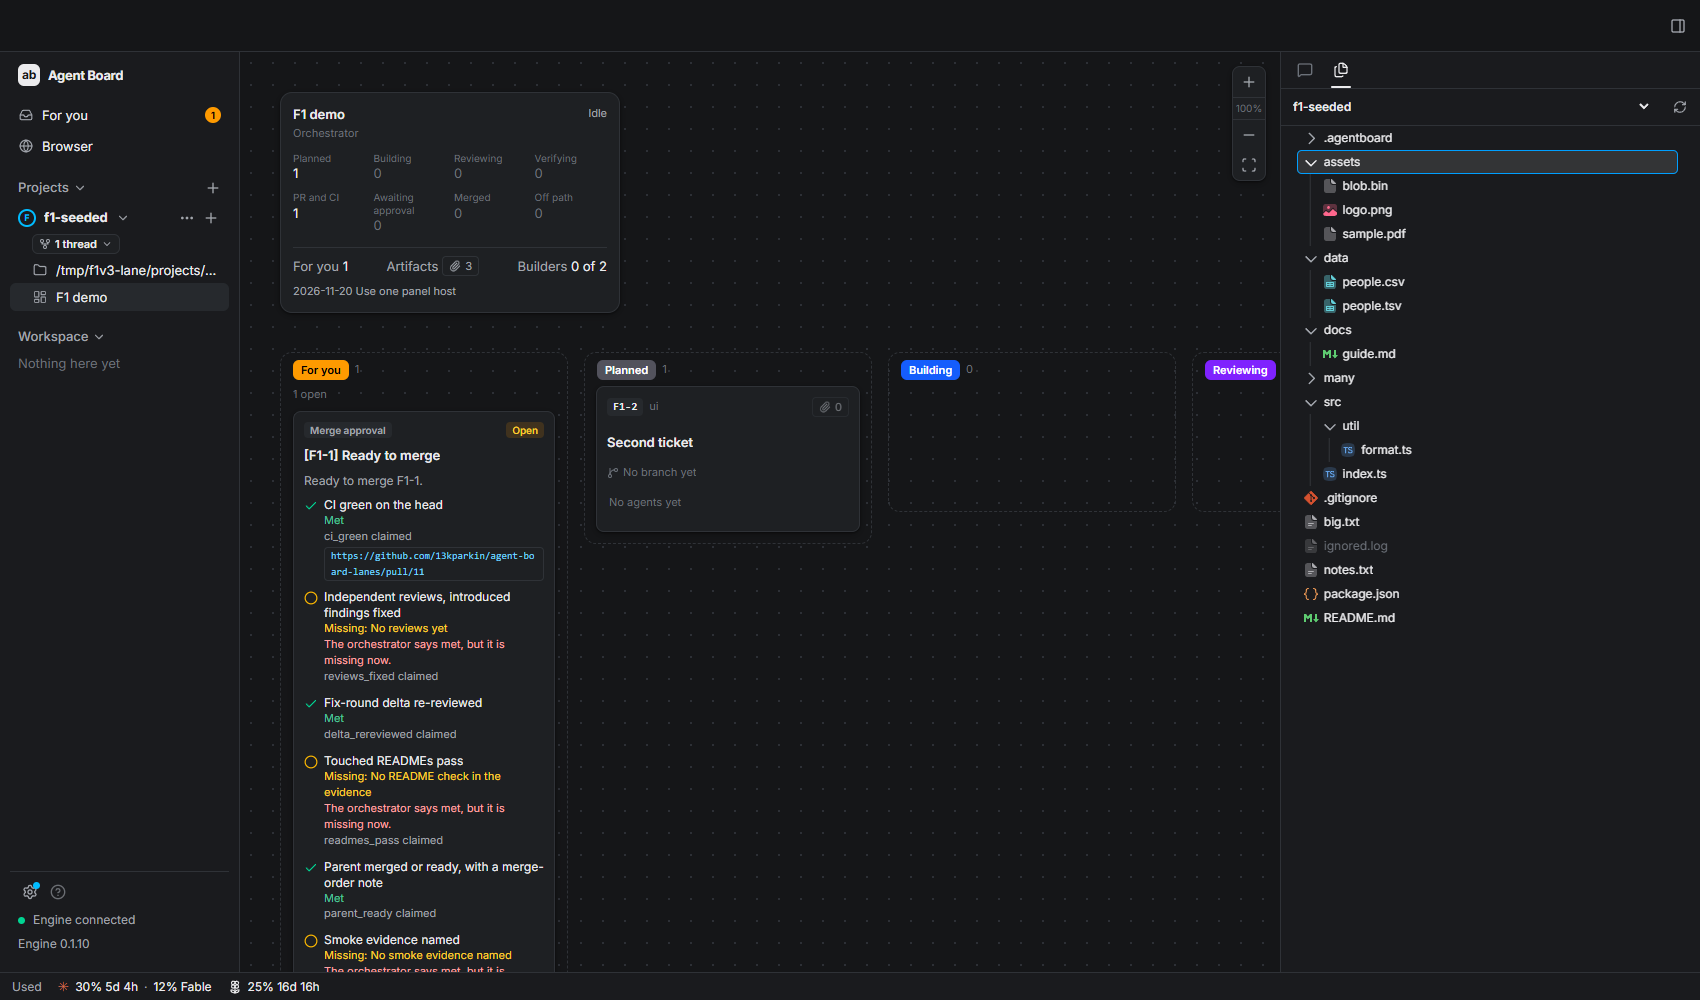 ab Agent Board
For you 1
Browser
Projects
F f1-seeded
1 thread
/tmp/f1v3-lane/projects/...
F1 demo
Workspace
Nothing here yet
Engine connected
Engine 0.1.10
F1 demo Idle
Orchestrator
Planned Building Reviewing Verifying
1 0 0 0
PR and CI Awaiting approval Merged Off path
1 0 0 0
For you 1 Artifacts 3 Builders 0 of 2
2026-11-20 Use one panel host
100%
For you 1
1 open
Merge approval Open
[F1-1] Ready to merge
Ready to merge F1-1.
CI green on the head
Met
ci_green claimed
https://github.com/13kparkin/agent-bo
ard-lanes/pull/11
Independent reviews, introduced
findings fixed
Missing: No reviews yet
The orchestrator says met, but it is
missing now.
reviews_fixed claimed
Fix-round delta re-reviewed
Met
delta_rereviewed claimed
Touched READMEs pass
Missing: No README check in the
evidence
The orchestrator says met, but it is
missing now.
readmes_pass claimed
Parent merged or ready, with a merge-
order note
Met
parent_ready claimed
Smoke evidence named
Missing: No smoke evidence named
The orchestrator says met, but it is
Planned 1
F1-2 ui 0
Second ticket
No branch yet
No agents yet
Building 0
Reviewing
f1-seeded
.agentboard
assets
blob.bin
logo.png
sample.pdf
data
people.csv
people.tsv
docs
M↓ guide.md
many
src
util
TS format.ts
TS index.ts
.gitignore
big.txt
ignored.log
notes.txt
{ } package.json
M↓ README.md
Used 30% 5d 4h · 12% Fable 25% 16d 16h